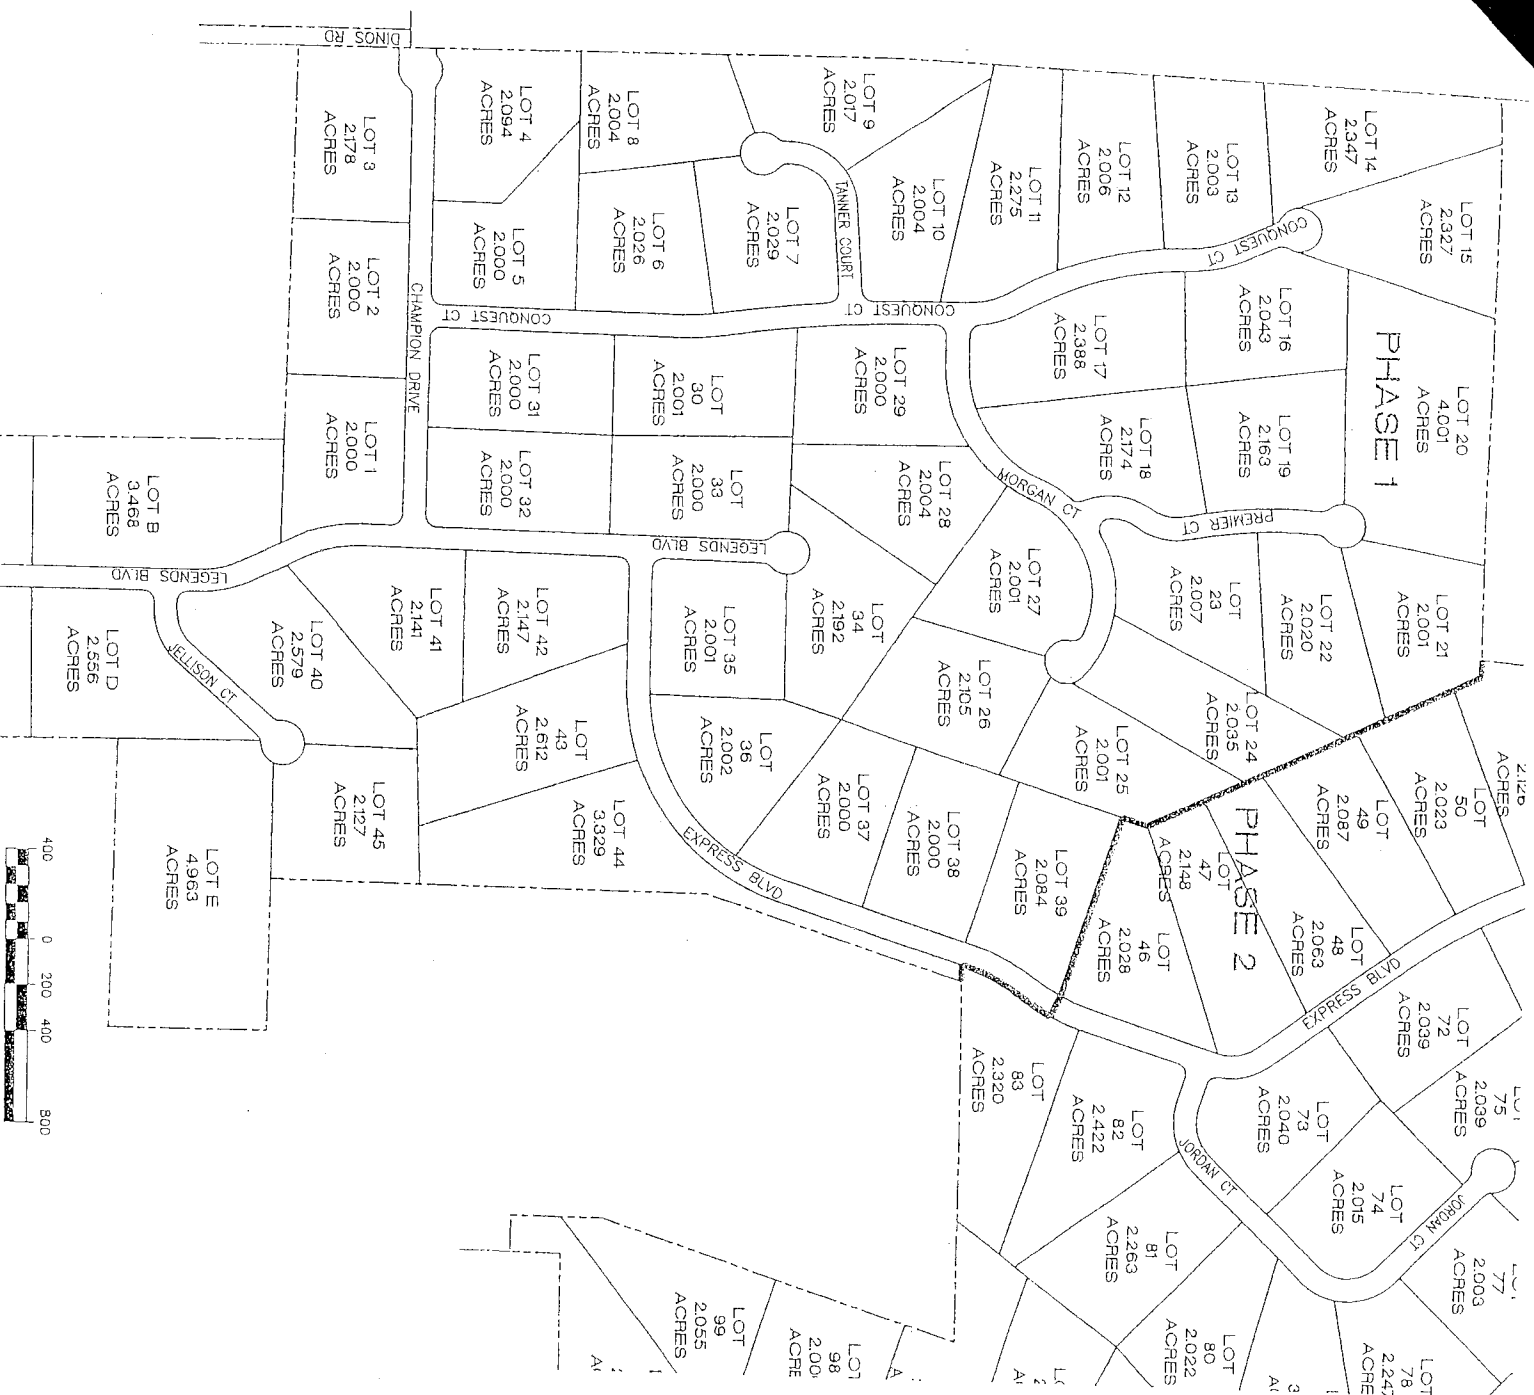 DINOS RD
LOT 3
2.178
ACRES
LOT 4
2.094
ACRES
LOT 8
2.004
ACRES
LOT 9
2.017
ACRES
LOT 14
2.347
ACRES
LOT 13
2.003
ACRES
LOT 12
2.006
ACRES
LOT 11
2.275
ACRES
LOT 10
2.004
ACRES
LOT 15
2.327
ACRES
TANNER COURT
LOT 7
2.029
ACRES
LOT 6
2.026
ACRES
LOT 5
2.000
ACRES
LOT 2
2.000
ACRES
CHAMPION DRIVE
CONQUEST CT
CONQUEST CT
CONQUEST CT
CONQUEST CT
LOT 16
2.043
ACRES
LOT 17
2.388
ACRES
PHASE 1
LOT 20
4.001
ACRES
LOT 29
2.000
ACRES
LOT
30
2.001
ACRES
LOT 31
2.000
ACRES
LOT 1
2.000
ACRES
LOT 19
2.163
ACRES
LOT 18
2.174
ACRES
MORGAN CT
PREMIER CT
LOT 28
2.004
ACRES
LOT
33
2.000
ACRES
LOT 32
2.000
ACRES
LOT B
3.468
ACRES
LEGENDS BLVD
LEGENDS BLVD
LOT 27
2.001
ACRES
LOT
23
2.007
ACRES
LOT 22
2.020
ACRES
LOT 21
2.001
ACRES
LOT
34
2.192
ACRES
LOT 35
2.001
ACRES
LOT 42
2.147
ACRES
LOT 41
2.141
ACRES
LOT 40
2.579
ACRES
LOT D
2.556
ACRES
JELLISON CT
LOT 26
2.105
ACRES
LOT 24
2.035
ACRES
LOT 25
2.001
ACRES
LOT
36
2.002
ACRES
LOT
43
2.612
ACRES
LOT 44
3.329
ACRES
LOT 45
2.127
ACRES
LOT E
4.963
ACRES
LOT 37
2.000
ACRES
LOT 38
2.000
ACRES
LOT 39
2.084
ACRES
EXPRESS BLVD
ACRES
LOT
50
2.023
ACRES
LOT
49
2.087
ACRES
PHASE 2
LOT
47
2.148
ACRES
LOT
48
2.063
ACRES
LOT
46
2.028
ACRES
EXPRESS BLVD
LOT
72
2.039
ACRES
75
2.039
ACRES
LOT
73
2.040
ACRES
LOT
74
2.015
ACRES
JORDAN CT
JORDAN CT
77
2.003
ACRES
LOT
83
2.320
ACRES
LOT
82
2.422
ACRES
LOT
81
2.263
ACRES
LOT
80
2.022
ACRES
LOT
78
2.247
ACRE
LOT
99
2.055
ACRES
LOT
98
2.00
ACRE
400 0 200 400 800